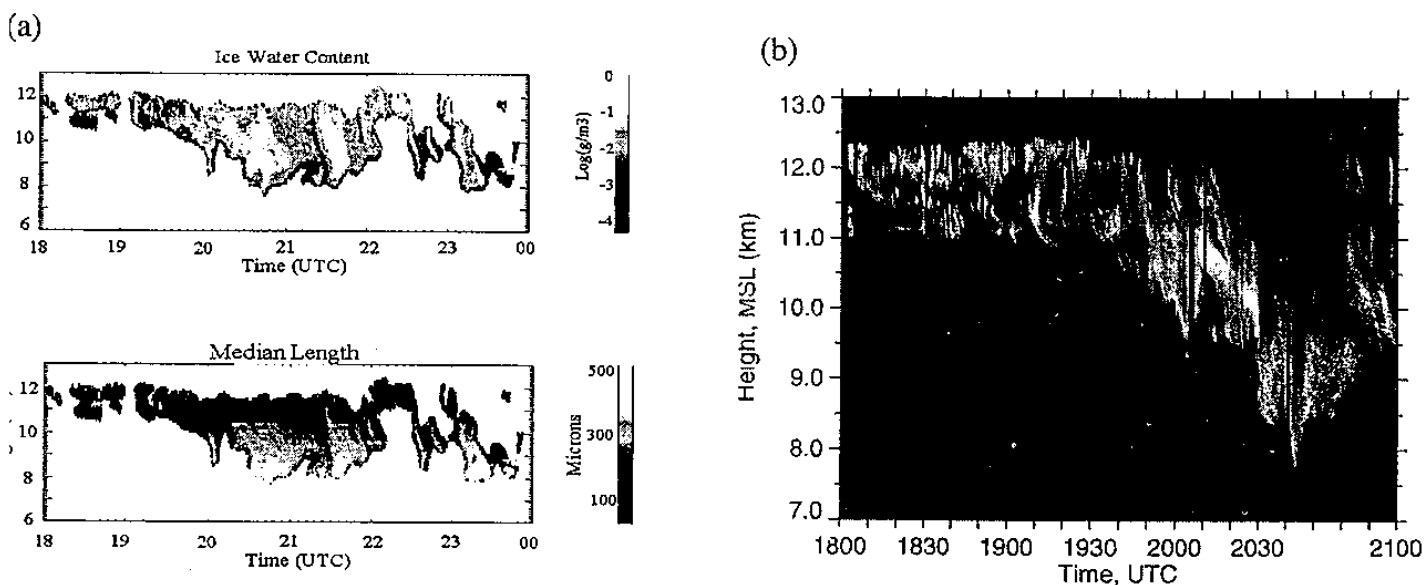 (a)
Ice Water Content
12
10
8
6
18 19 20 21 22 23 00
Time (UTC)
0
-1
-2
-3
-4
Log(g/m3)
Median Length
12
10
8
6
18 19 20 21 22 23 00
Time (UTC)
500
300
100
Microns
(b)
13.0
12.0
11.0
10.0
9.0
8.0
7.0
Height, MSL (km)
1800 1830 1900 1930 2000 2030 2100
Time, UTC